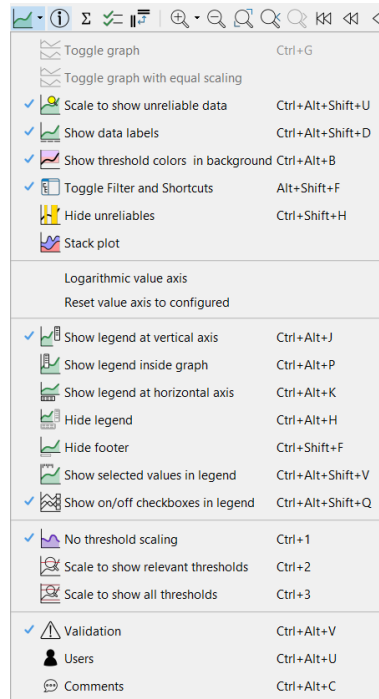 Σ
Toggle graph Ctrl+G
Toggle graph with equal scaling
Scale to show unreliable data Ctrl+Alt+Shift+U
Show data labels Ctrl+Alt+Shift+D
Show threshold colors in background Ctrl+Alt+B
Toggle Filter and Shortcuts Alt+Shift+F
Hide unreliables Ctrl+Shift+H
Stack plot
Logarithmic value axis
Reset value axis to configured
Show legend at vertical axis Ctrl+Alt+J
Show legend inside graph Ctrl+Alt+P
Show legend at horizontal axis Ctrl+Alt+K
Hide legend Ctrl+Alt+H
Hide footer Ctrl+Shift+F
Show selected values in legend Ctrl+Alt+Shift+V
Show on/off checkboxes in legend Ctrl+Alt+Shift+Q
No threshold scaling Ctrl+1
Scale to show relevant thresholds Ctrl+2
Scale to show all thresholds Ctrl+3
Validation Ctrl+Alt+V
Users Ctrl+Alt+U
Comments Ctrl+Alt+C